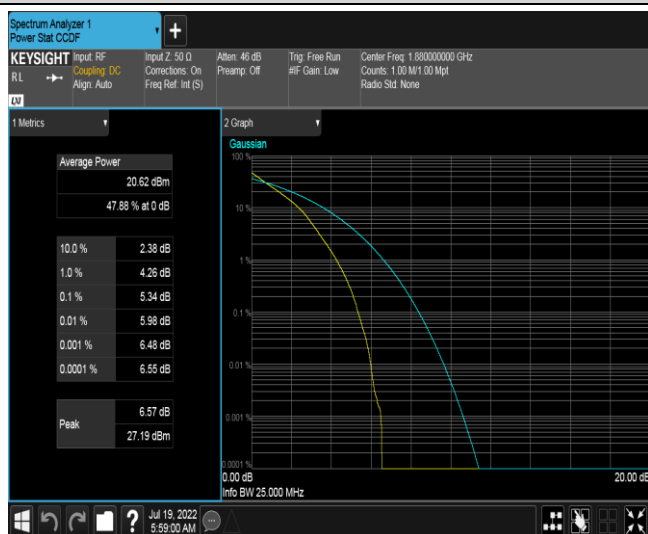 Spectrum Analyzer 1
Power Stat CCDF
+
KEYSIGHT
RL
LXI
Input: RF
Coupling: DC
Align: Auto
Input Z: 50 Ω
Corrections: On
Freq Ref: Int (S)
Atten: 46 dB
Preamp: Off
Trig: Free Run
#IF Gain: Low
Center Freq: 1.880000000 GHz
Counts: 1.00 M/1.00 Mpt
Radio Std: None
1 Metrics
Average Power
20.62 dBm
47.88 % at 0 dB
10.0 % 2.38 dB
1.0 % 4.26 dB
0.1 % 5.34 dB
0.01 % 5.98 dB
0.001 % 6.48 dB
0.0001 % 6.55 dB
Peak
6.57 dB
27.19 dBm
2 Graph
Gaussian
100 %
10 %
1 %
0.1 %
0.01 %
0.001 %
0.0001 %
0.00 dB 20.00 dB
Info BW 25.000 MHz
?
Jul 19, 2022
5:59:00 AM